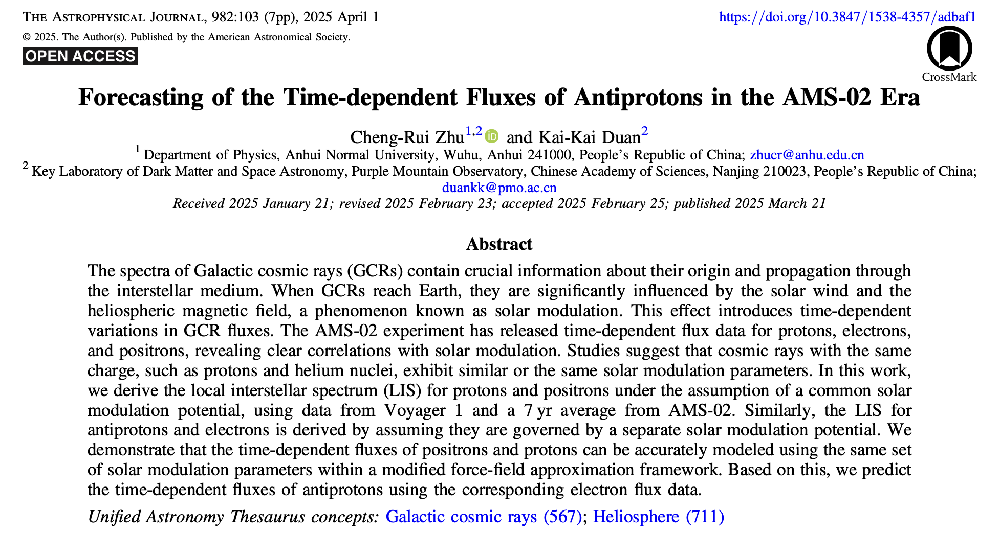 THE ASTROPHYSICAL JOURNAL, 982:103 (7pp), 2025 April 1
https://doi.org/10.3847/1538-4357/adbaf1
© 2025. The Author(s). Published by the American Astronomical Society.
OPEN ACCESS
CrossMark
Forecasting of the Time-dependent Fluxes of Antiprotons in the AMS-02 Era
Cheng-Rui Zhu1,2 iD and Kai-Kai Duan2
1 Department of Physics, Anhui Normal University, Wuhu, Anhui 241000, People's Republic of China; zhucr@anhu.edu.cn
2 Key Laboratory of Dark Matter and Space Astronomy, Purple Mountain Observatory, Chinese Academy of Sciences, Nanjing 210023, People's Republic of China;
duankk@pmo.ac.cn
Received 2025 January 21; revised 2025 February 23; accepted 2025 February 25; published 2025 March 21
Abstract
The spectra of Galactic cosmic rays (GCRs) contain crucial information about their origin and propagation through
the interstellar medium. When GCRs reach Earth, they are significantly influenced by the solar wind and the
heliospheric magnetic field, a phenomenon known as solar modulation. This effect introduces time-dependent
variations in GCR fluxes. The AMS-02 experiment has released time-dependent flux data for protons, electrons,
and positrons, revealing clear correlations with solar modulation. Studies suggest that cosmic rays with the same
charge, such as protons and helium nuclei, exhibit similar or the same solar modulation parameters. In this work,
we derive the local interstellar spectrum (LIS) for protons and positrons under the assumption of a common solar
modulation potential, using data from Voyager 1 and a 7 yr average from AMS-02. Similarly, the LIS for
antiprotons and electrons is derived by assuming they are governed by a separate solar modulation potential. We
demonstrate that the time-dependent fluxes of positrons and protons can be accurately modeled using the same set
of solar modulation parameters within a modified force-field approximation framework. Based on this, we predict
the time-dependent fluxes of antiprotons using the corresponding electron flux data.
Unified Astronomy Thesaurus concepts: Galactic cosmic rays (567); Heliosphere (711)